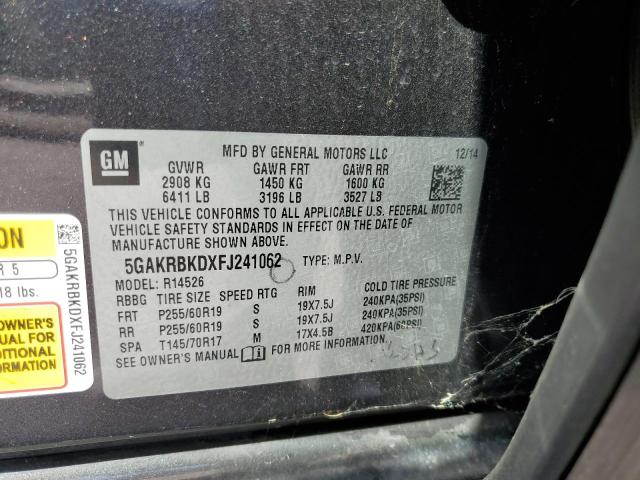 GM
MFD BY GENERAL MOTORS LLC 12/14
GVWR GAWR FRT GAWR RR
2908 KG 1450 KG 1600 KG
6411 LB 3196 LB 3527 LB
THIS VEHICLE CONFORMS TO ALL APPLICABLE U.S. FEDERAL MOTOR
VEHICLE SAFETY STANDARDS IN EFFECT ON THE DATE OF
MANUFACTURE SHOWN ABOVE.
5GAKRBKDXFJ241062 TYPE: M.P.V.
MODEL: R14526
RBBG TIRE SIZE SPEED RTG RIM COLD TIRE PRESSURE
FRT P255/60R19 S 19X7.5J 240KPA(35PSI)
RR P255/60R19 S 19X7.5J 240KPA(35PSI)
SPA T145/70R17 M 17X4.5B 420KPA(60PSI)
SEE OWNER'S MANUAL FOR ADDITIONAL INFORMATION.
ON
R 5
18 lbs.
OWNER'S
MANUAL FOR
ADDITIONAL
ORMATION
5GAKRBKDXFJ241062